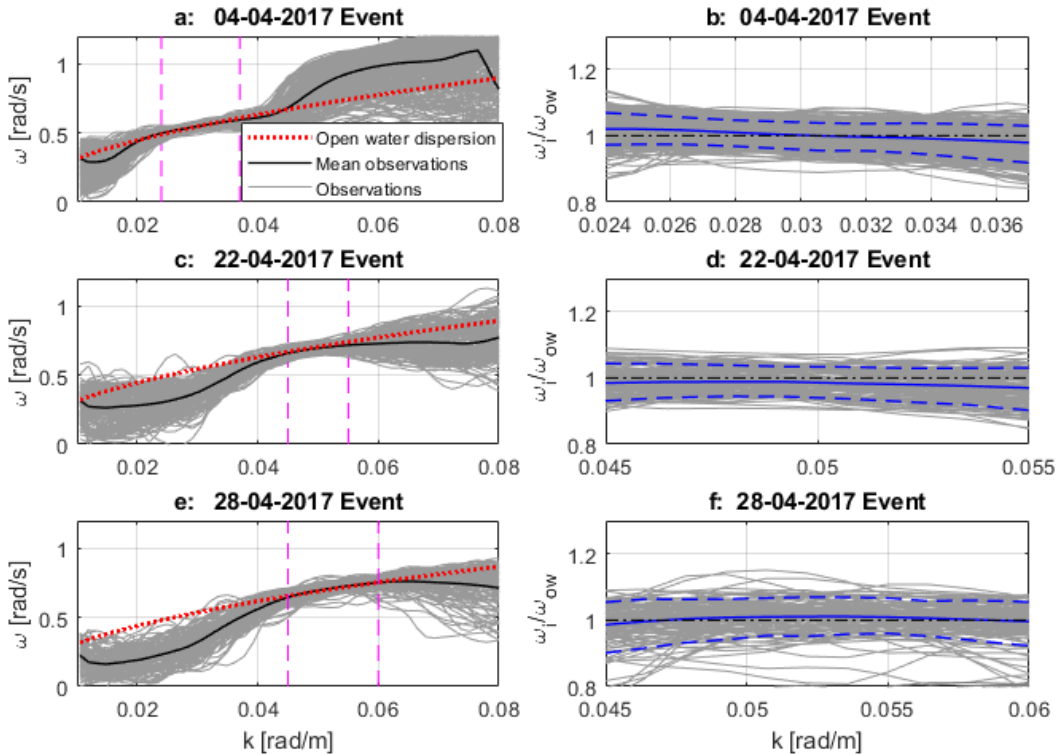 a: 04-04-2017 Event
1
0.5
0
ω [rad/s]
0.02 0.04 0.06 0.08
Open water dispersion
Mean observations
Observations
b: 04-04-2017 Event
1.2
1
0.8
ω_i/ω_ow
0.024 0.026 0.028 0.03 0.032 0.034 0.036
c: 22-04-2017 Event
1
0.5
0
ω [rad/s]
0.02 0.04 0.06 0.08
d: 22-04-2017 Event
1.2
1
0.8
ω_i/ω_ow
0.045 0.05 0.055
e: 28-04-2017 Event
1
0.5
0
ω [rad/s]
0.02 0.04 0.06 0.08
k [rad/m]
f: 28-04-2017 Event
1.2
1
0.8
ω_i/ω_ow
0.045 0.05 0.055 0.06
k [rad/m]